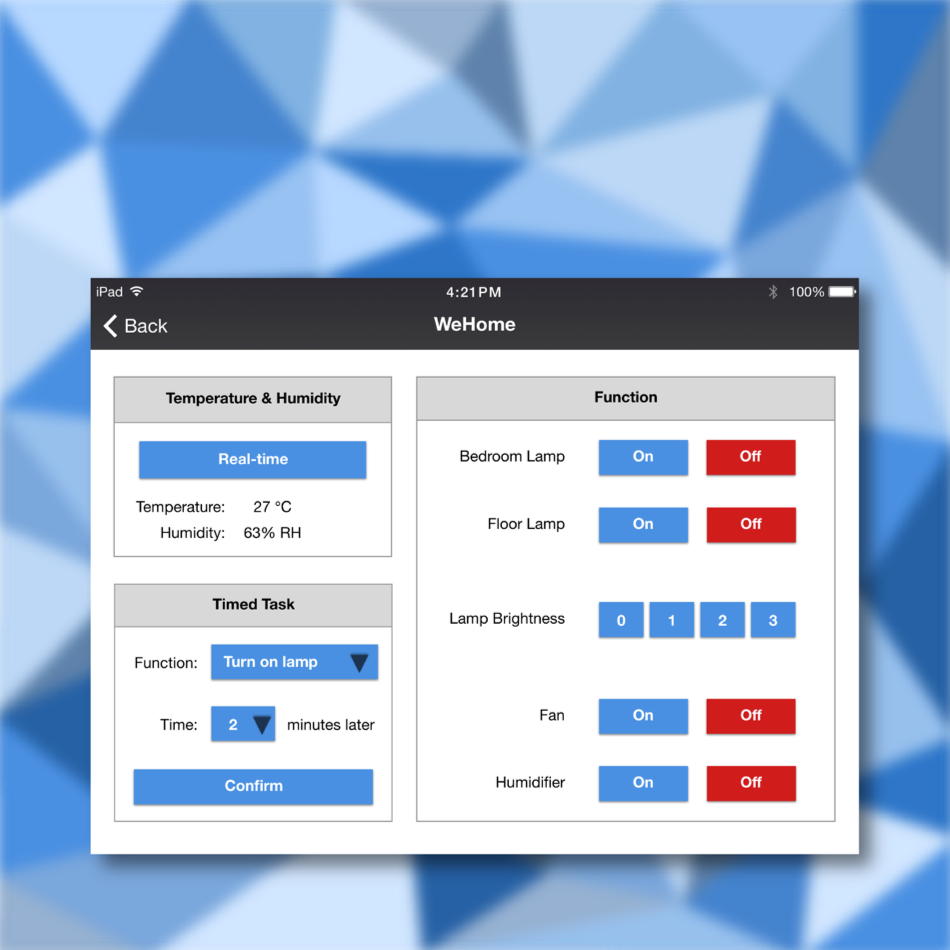 iPad 4:21PM 100%
Back WeHome
Temperature & Humidity
Real-time
Temperature: 27 °C
Humidity: 63% RH
Timed Task
Function: Turn on lamp
Time: 2 minutes later
Confirm
Function
Bedroom Lamp On Off
Floor Lamp On Off
Lamp Brightness 0 1 2 3
Fan On Off
Humidifier On Off